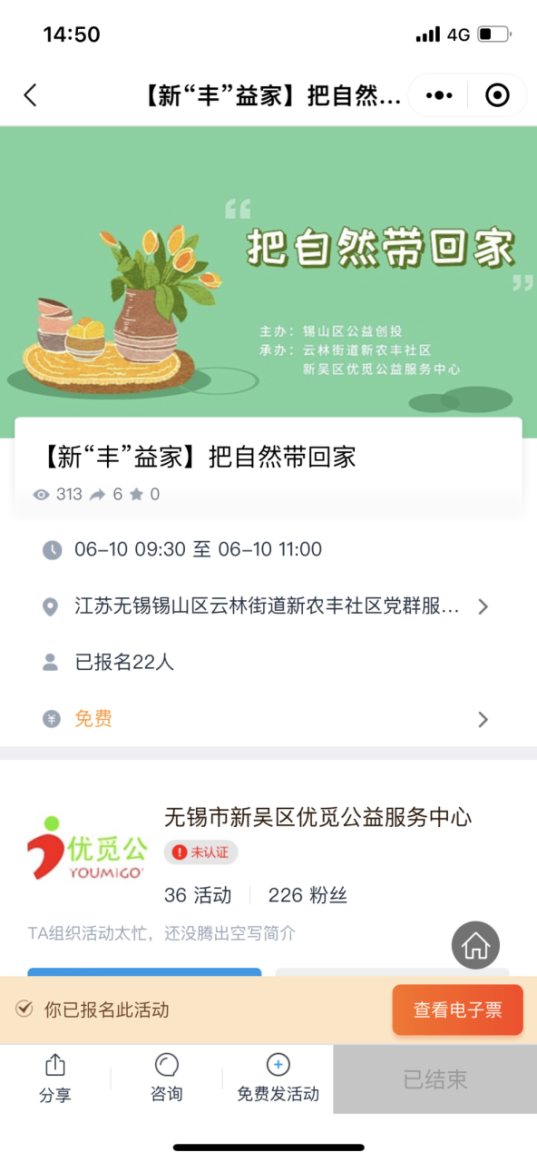 14:50
4G
【新“丰”益家】把自然...
“
把自然带回家
”
主办：锡山区公益创投
承办：云林街道新农丰社区
新吴区优觅公益服务中心
【新“丰”益家】把自然带回家
313 6 0
06-10 09:30 至 06-10 11:00
江苏无锡锡山区云林街道新农丰社区党群服...
已报名22人
¥ 免费
无锡市新吴区优觅公益服务中心
优觅公
YOUMIGO'
未认证
36 活动 226 粉丝
TA组织活动太忙，还没腾出空写简介
你已报名此活动
查看电子票
分享
咨询
免费发活动
已结束